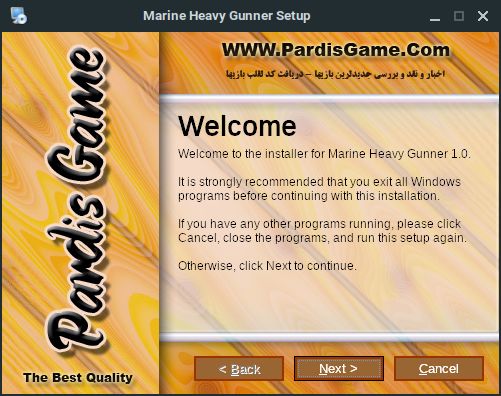 Marine Heavy Gunner Setup
WWW.PardisGame.Com
اخبار و نقد و بررسی جدیدترین بازیها - دریافت کد تقلب بازیها
Pardis Game
The Best Quality
Welcome
Welcome to the installer for Marine Heavy Gunner 1.0.
It is strongly recommended that you exit all Windows
programs before continuing with this installation.
If you have any other programs running, please click
Cancel, close the programs, and run this setup again.
Otherwise, click Next to continue.
< Back
Next >
Cancel